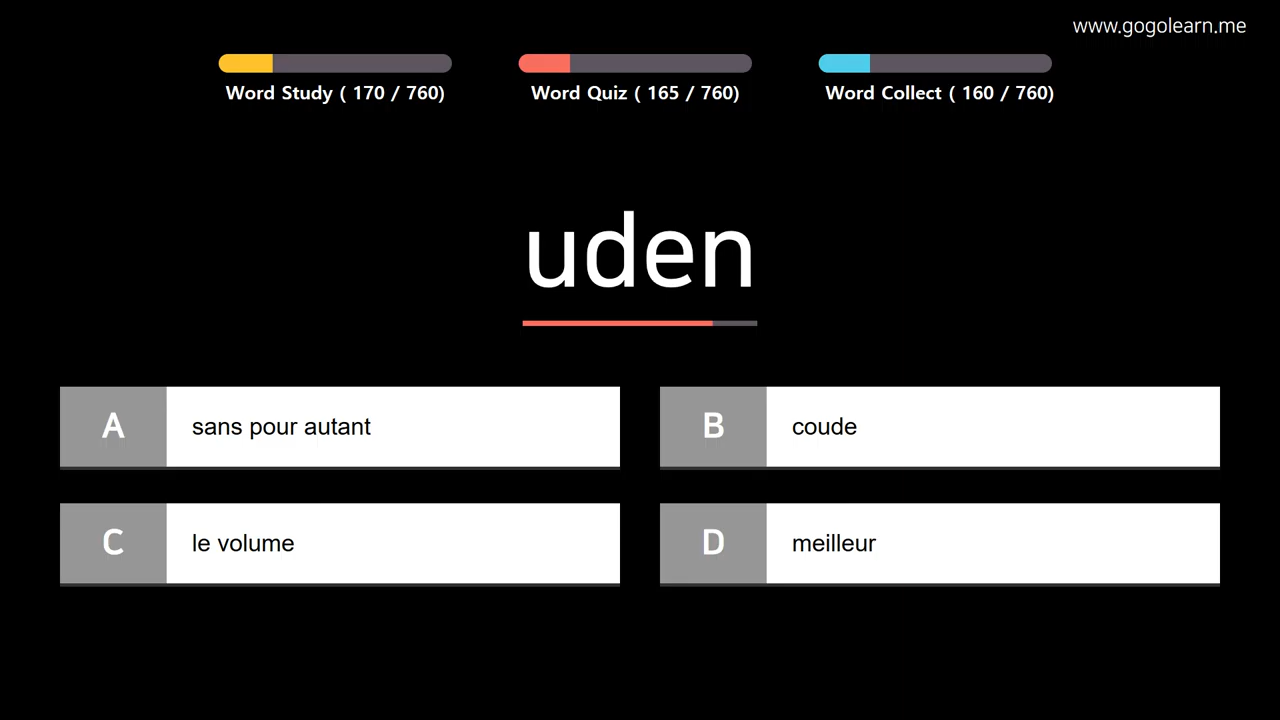 www.gogolearn.me
Word Study ( 170 / 760)
Word Quiz ( 165 / 760)
Word Collect ( 160 / 760)
uden
A sans pour autant
B coude
C le volume
D meilleur